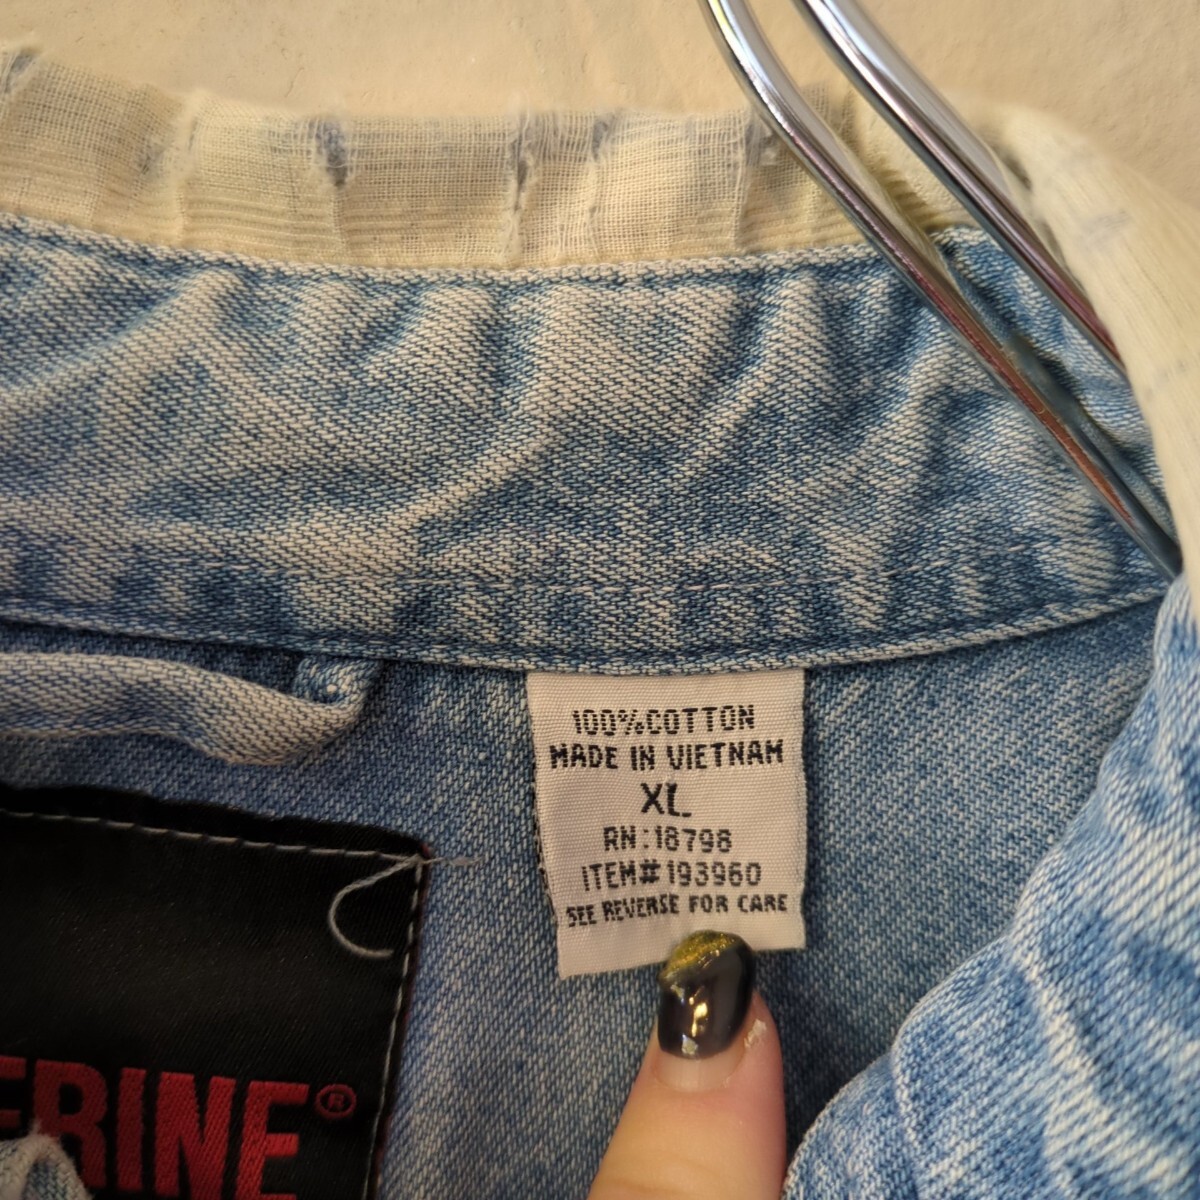 100%COTTON
MADE IN VIETNAM
XL
RN:18798
ITEM#193960
SEE REVERSE FOR CARE
ERINE®